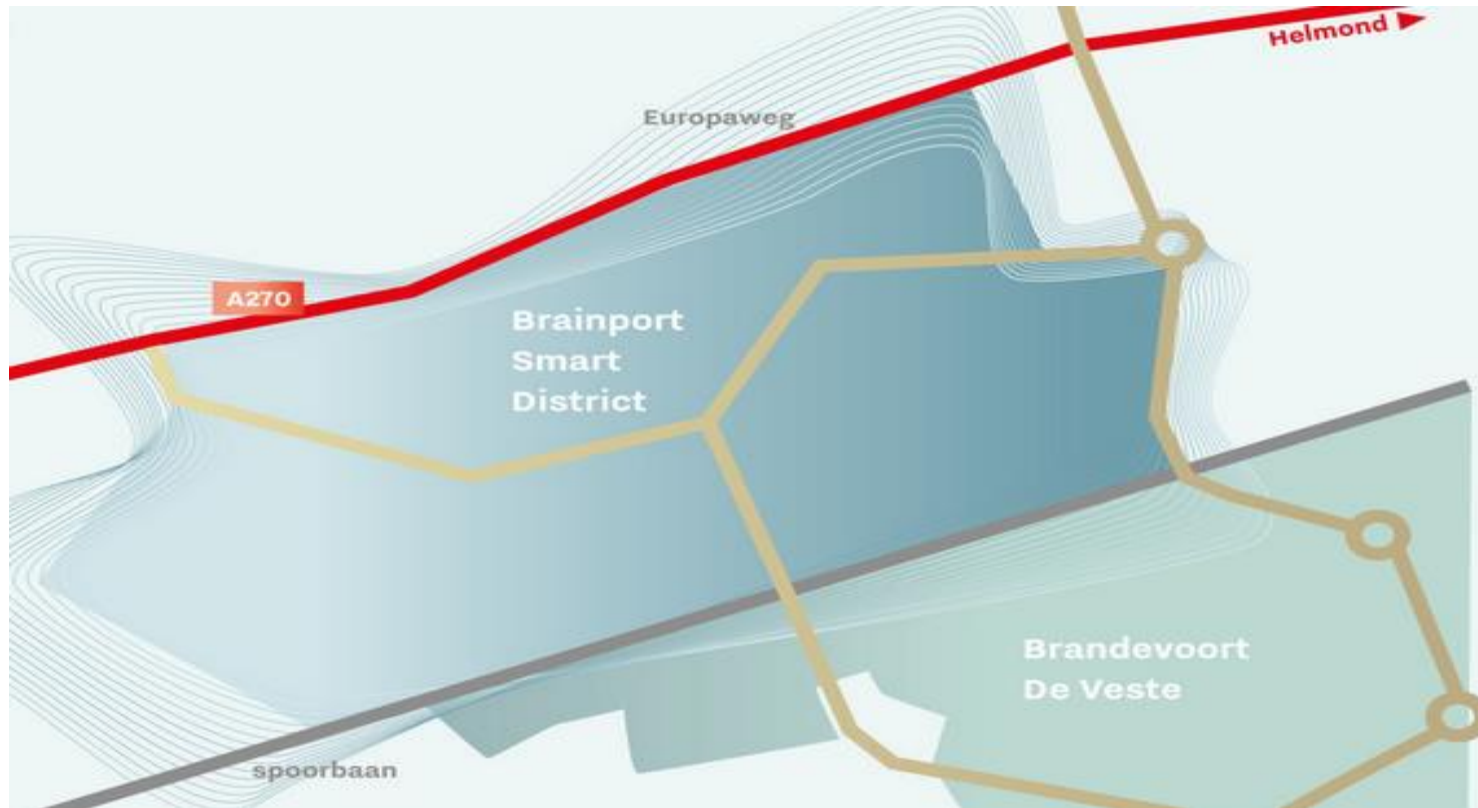 Helmond
Europaweg
A270
Brainport
Smart
District
Brandevoort
De Veste
spoorbaan